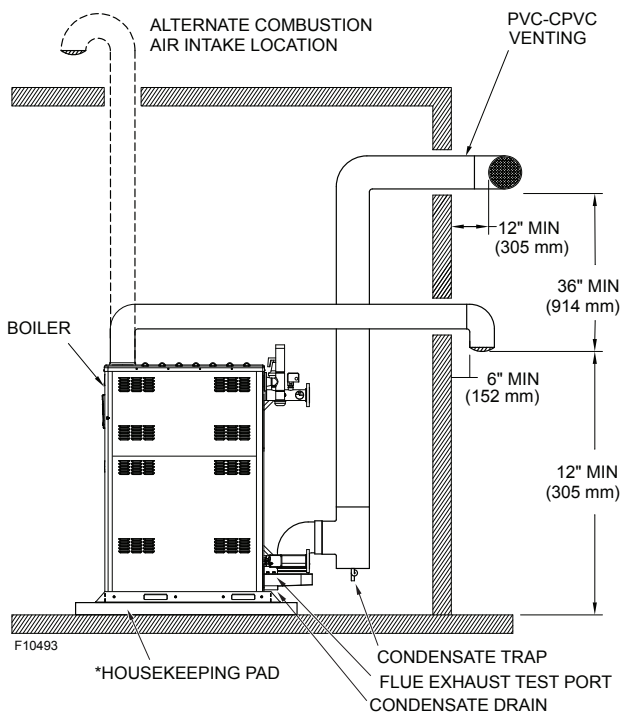 ALTERNATE COMBUSTION
AIR INTAKE LOCATION
PVC-CPVC
VENTING
12" MIN
(305 mm)
36" MIN
(914 mm)
BOILER
6" MIN
(152 mm)
12" MIN
(305 mm)
F10493
*HOUSEKEEPING PAD
CONDENSATE TRAP
FLUE EXHAUST TEST PORT
CONDENSATE DRAIN